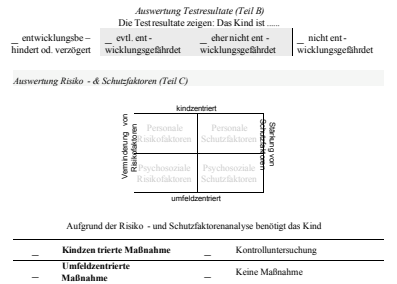 Auswertung Testresultate (Teil B)
Die Testresultate zeigen: Das Kind ist ......
_ entwicklungsbe – _ evtl. ent - _ eher nicht ent - _ nicht ent -
hindert od. verzögert wicklungsgefährdet wicklungsgefährdet wicklungsgefährdet
Auswertung Risiko - & Schutzfaktoren (Teil C)
kindzentriert
Verminderung von
Risikofaktoren
Personale Personale
Risikofaktoren Schutzfaktoren
Psychosoziale Psychosoziale
Risikofaktoren Schutzfaktoren
Stärkung von
Schutzfaktoren
umfeldzentriert
Aufgrund der Risiko - und Schutzfaktorenanalyse benötigt das Kind
_ Kindzen trierte Maßnahme _ Kontrolluntersuchung
_ Umfeldzentrierte _ Keine Maßnahme
Maßnahme